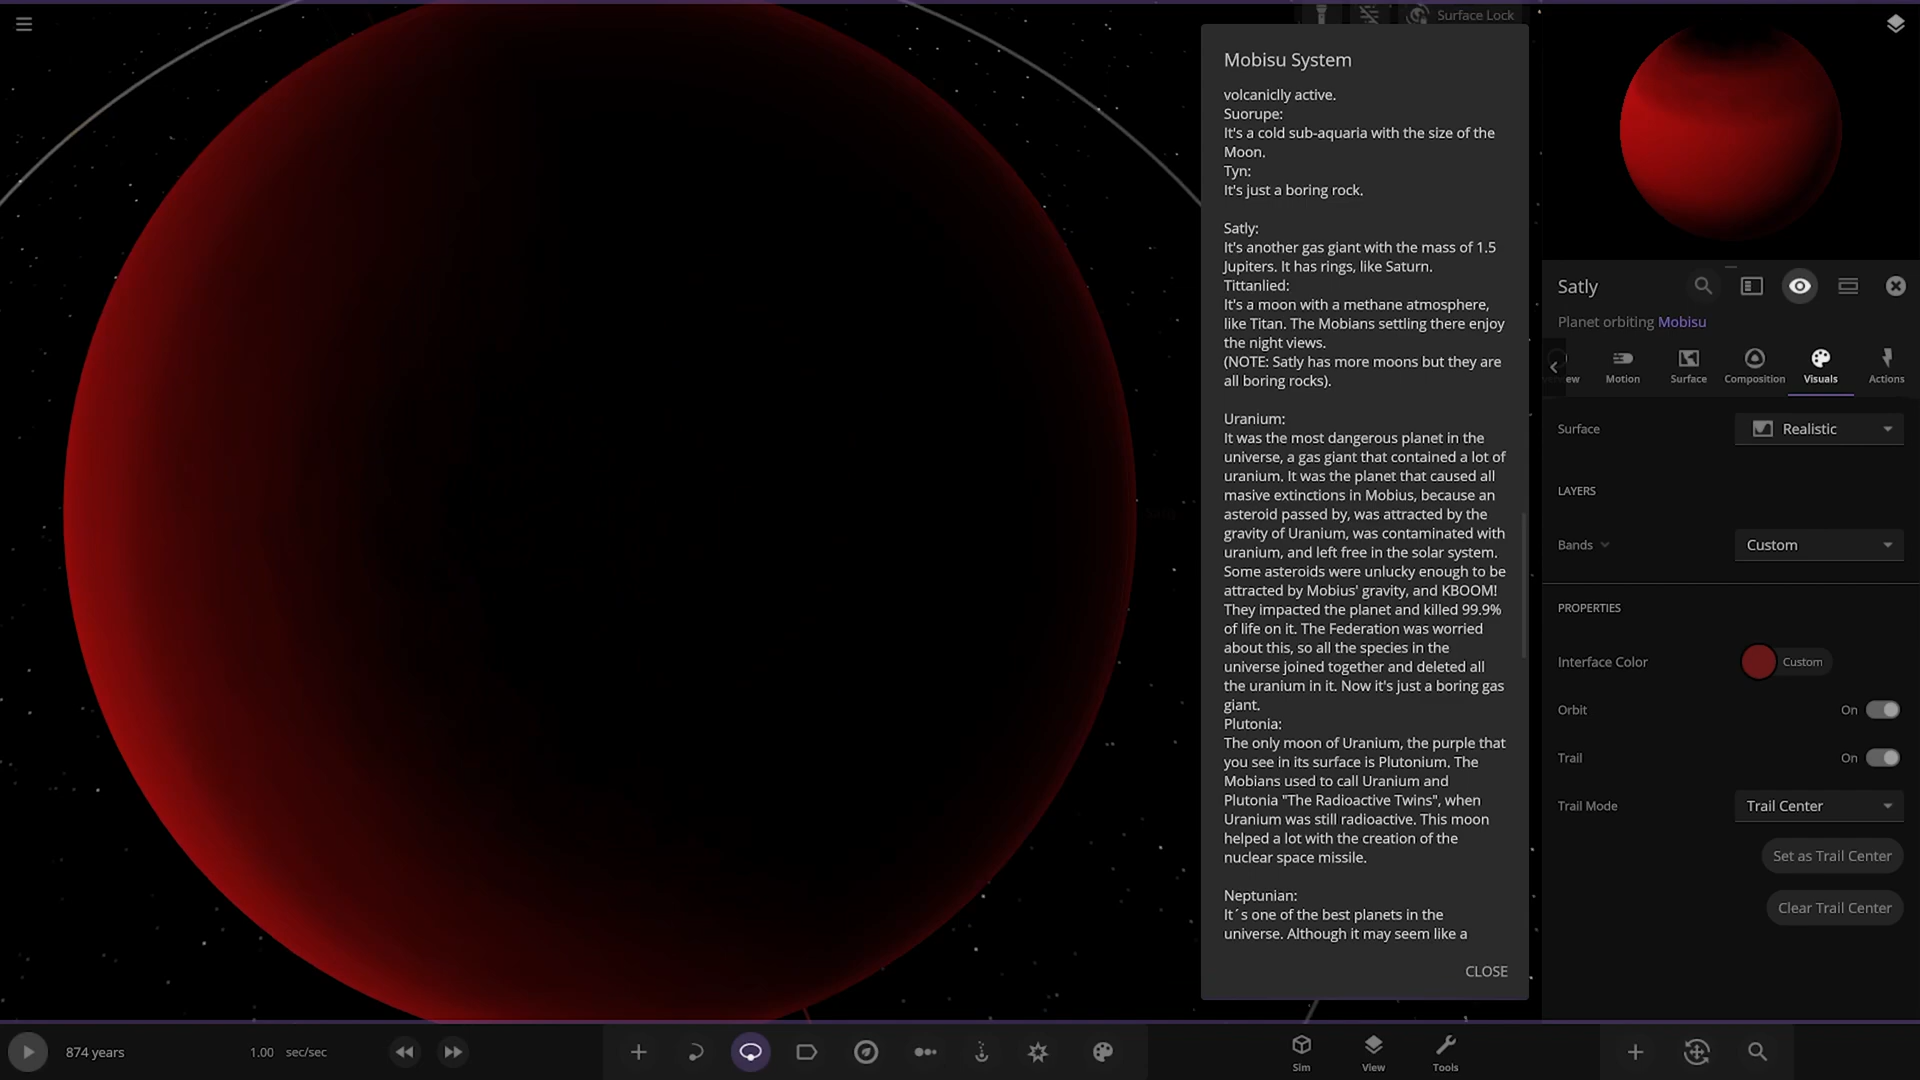 Surface Lock
Mobisu System
volcaniclly active.
Suorupe:
It's a cold sub-aquaria with the size of the
Moon.
Tyn:
It's just a boring rock.
Satly:
It's another gas giant with the mass of 1.5
Jupiters. It has rings, like Saturn.
Tittanlied:
It's a moon with a methane atmosphere,
like Titan. The Mobians settling there enjoy
the night views.
(NOTE: Satly has more moons but they are
all boring rocks).
Uranium:
It was the most dangerous planet in the
universe, a gas giant that contained a lot of
uranium. It was the planet that caused all
masive extinctions in Mobius, because an
asteroid passed by, was attracted by the
gravity of Uranium, was contaminated with
uranium, and left free in the solar system.
Some asteroids were unlucky enough to be
attracted by Mobius' gravity, and KBOOM!
They impacted the planet and killed 99.9%
of life on it. The Federation was worried
about this, so all the species in the
universe joined together and deleted all
the uranium in it. Now it's just a boring gas
giant.
Plutonia:
The only moon of Uranium, the purple that
you see in its surface is Plutonium. The
Mobians used to call Uranium and
Plutonia "The Radioactive Twins", when
Uranium was still radioactive. This moon
helped a lot with the creation of the
nuclear space missile.
Neptunian:
It´s one of the best planets in the
universe. Although it may seem like a
CLOSE
Satly
Planet orbiting Mobisu
ew Motion Surface Composition Visuals Actions
Surface Realistic
LAYERS
Bands Custom
PROPERTIES
Interface Color Custom
Orbit On
Trail On
Trail Mode Trail Center
Set as Trail Center
Clear Trail Center
874 years 1.00 sec/sec
Sim View Tools